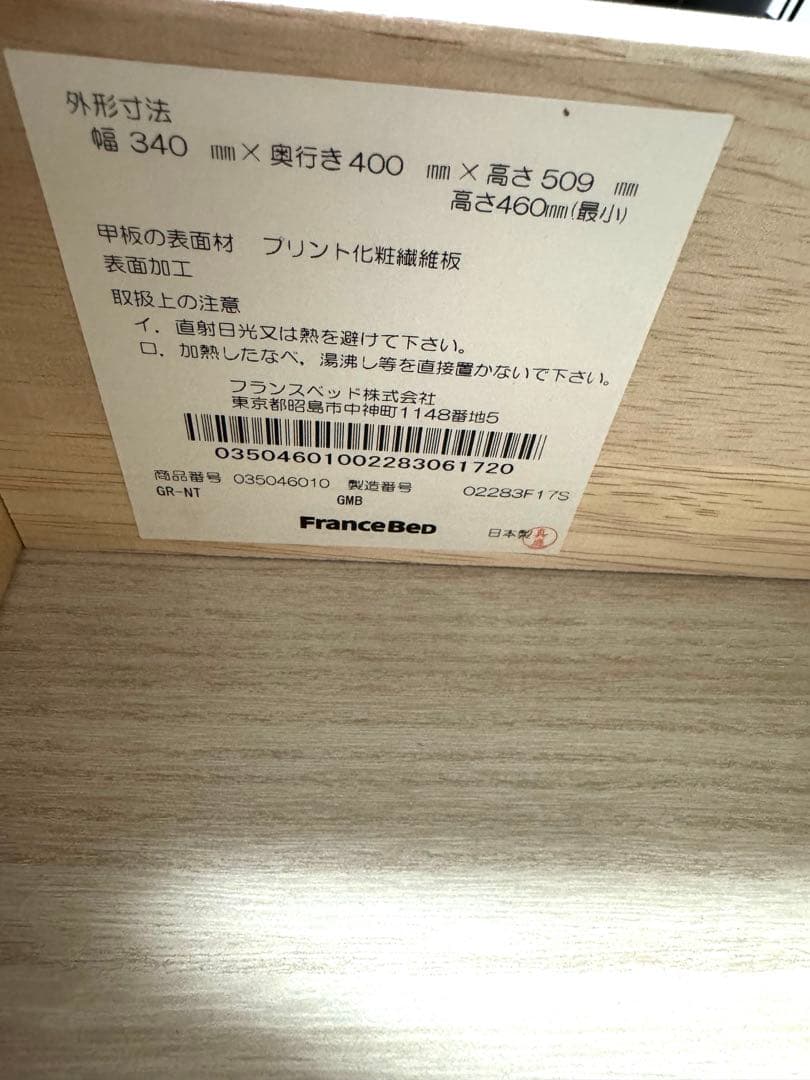 外形寸法
幅 340 ㎜×奥行き400 ㎜×高さ509 ㎜
高さ460㎜(最小)
甲板の表面材 プリント化粧繊維板
表面加工
取扱上の注意
イ．直射日光又は熱を避けて下さい。
ロ．加熱したなべ，湯沸し等を直接置かないで下さい。
フランスベッド株式会社
東京都昭島市中神町1148番地5
03504601002283061720
商品番号 035046010 製造番号 02283F17S
GR-NT GMB
FranceBeD 日本製